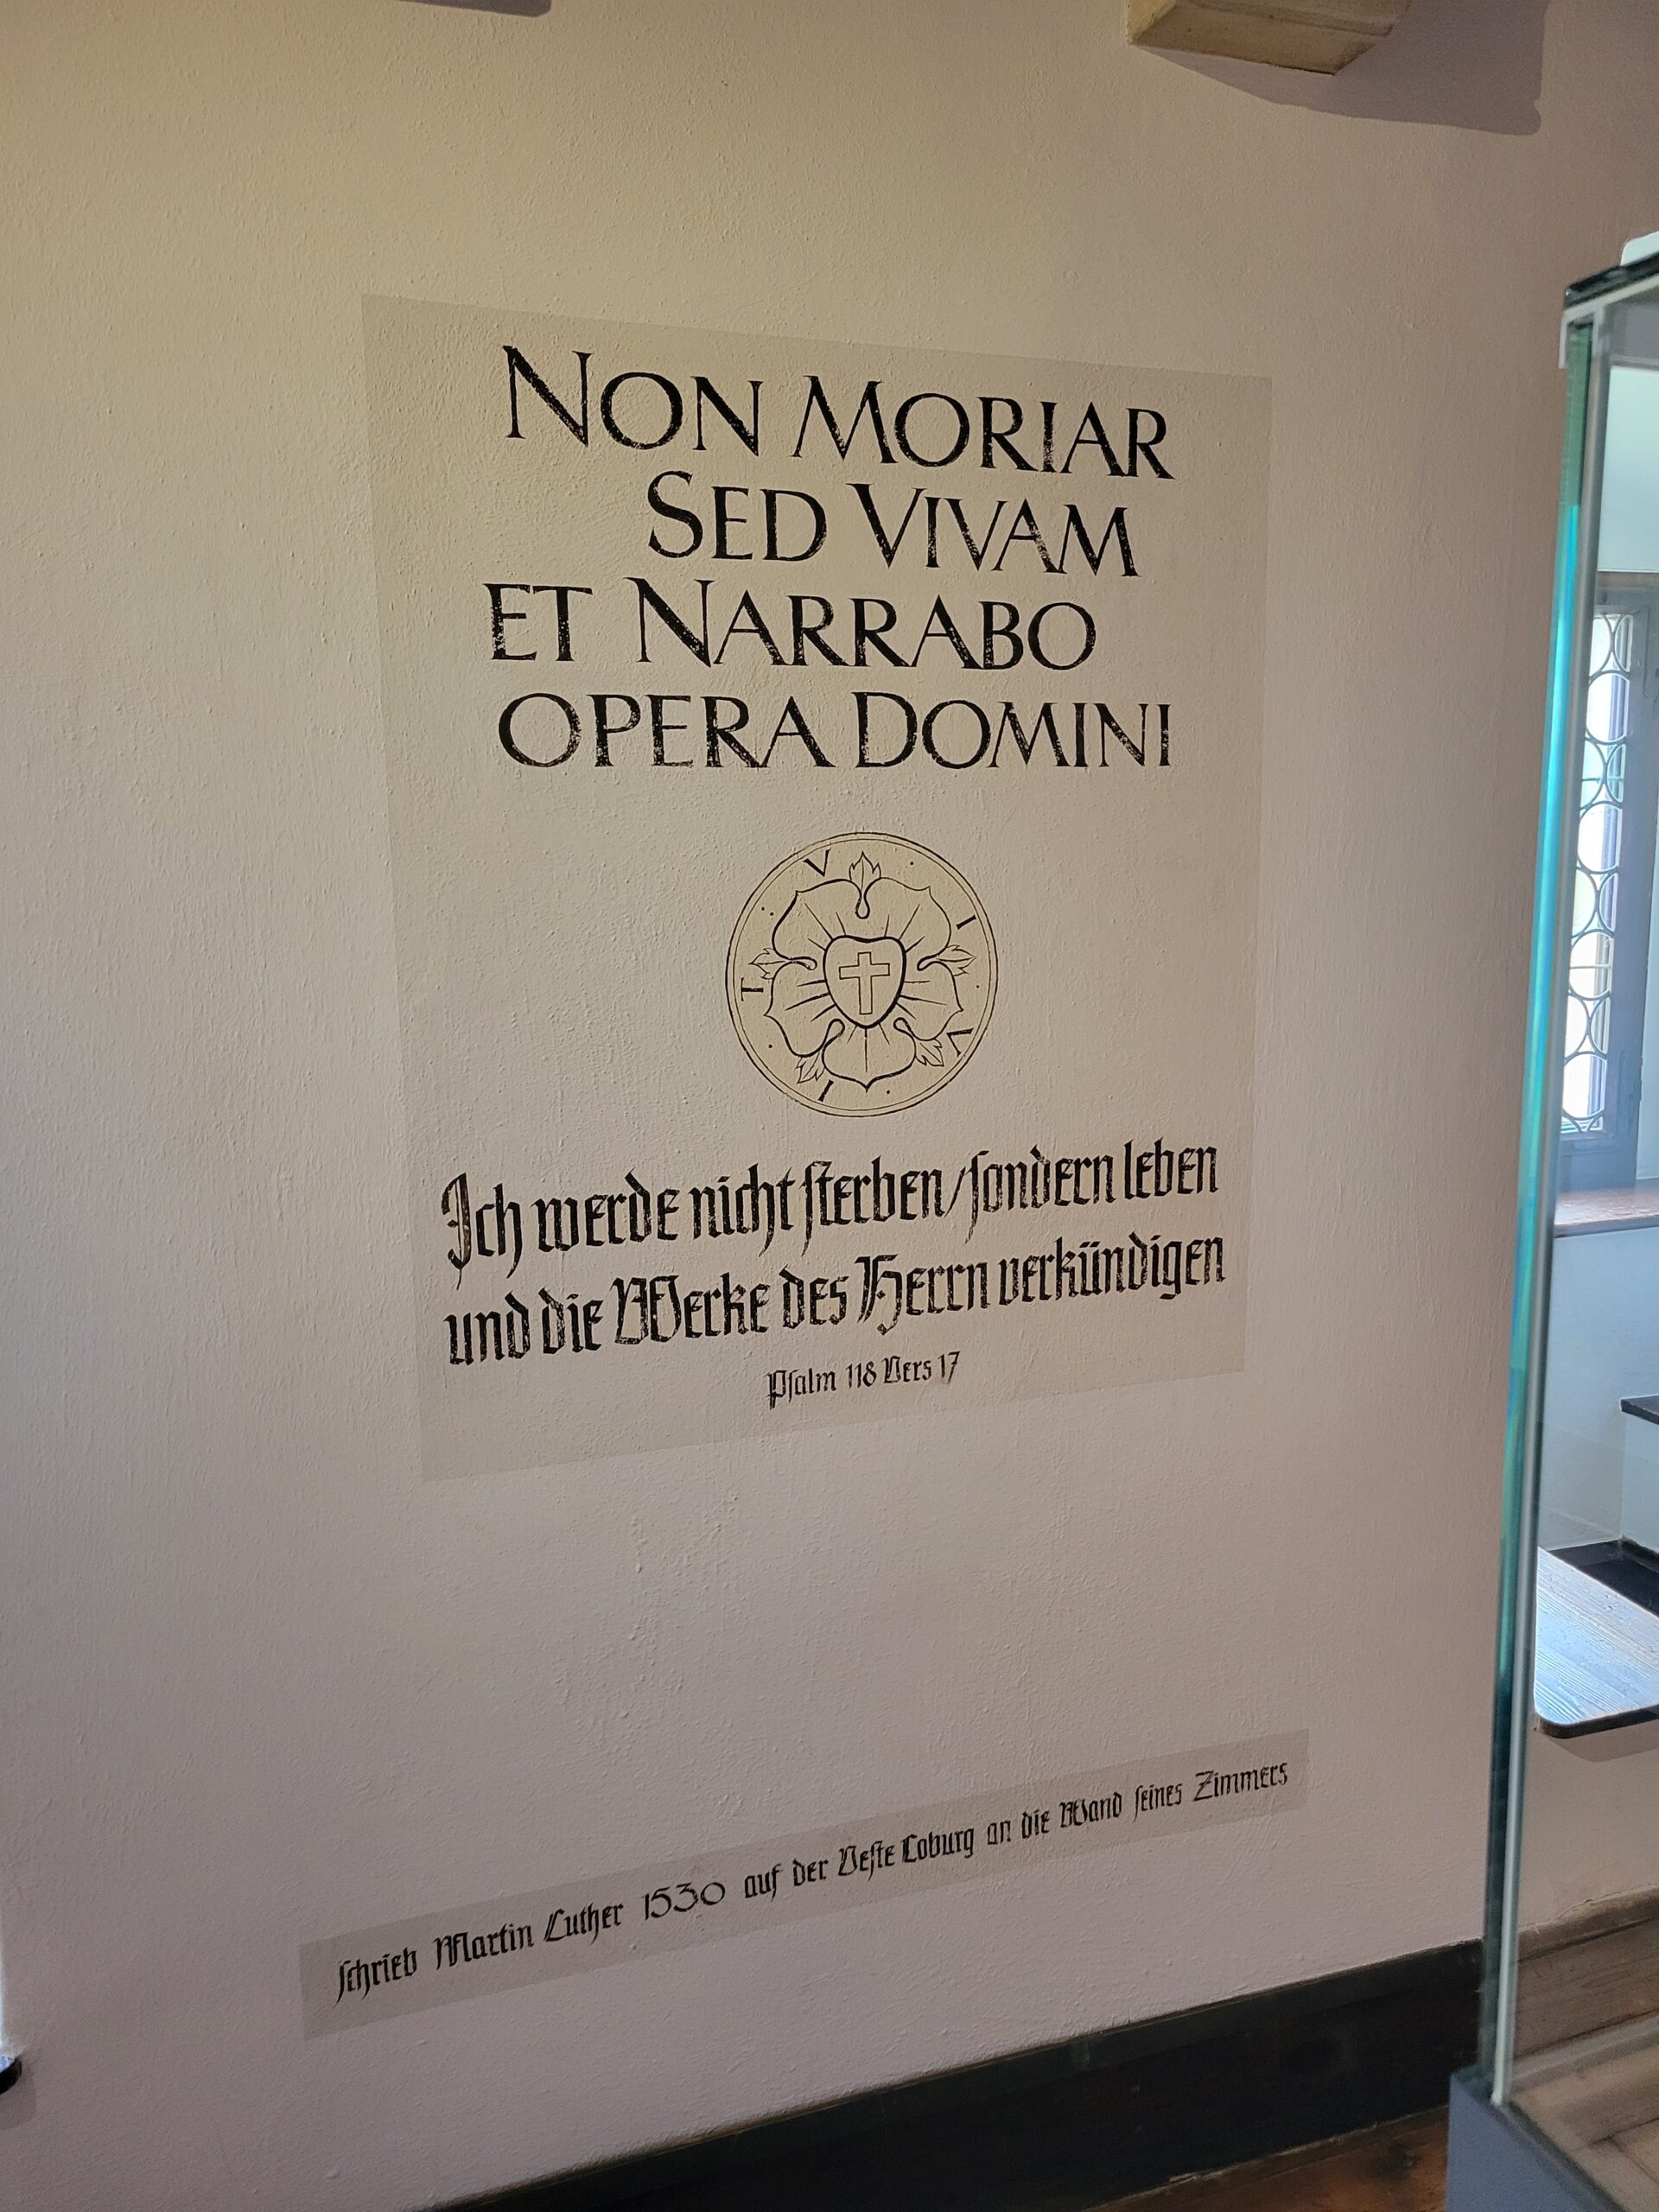 NON MORIAR
SED VIVAM
ET NARRABO
OPERA DOMINI
V I V I T
Ich werde nicht sterben/sondern leben
und die Werke des Herrn verkündigen
Psalm 118 Vers 17
schrieb Martin Luther 1530 auf der Veste Coburg an die Wand seines Zimmers